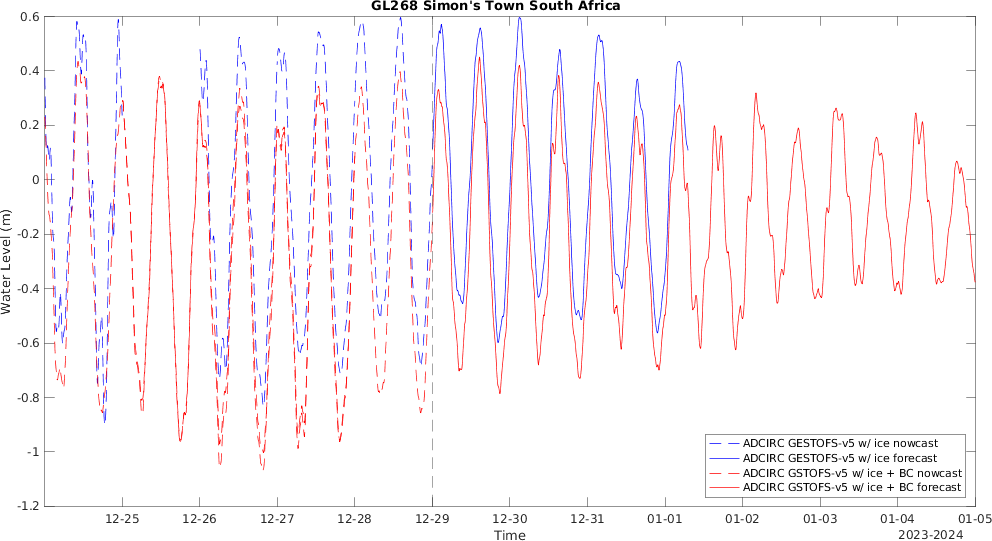 GL268 Simon's Town South Africa
0.6
0.4
0.2
0
-0.2
-0.4
-0.6
-0.8
-1
-1.2
Water Level (m)
12-25 12-26 12-27 12-28 12-29 12-30 12-31 01-01 01-02 01-03 01-04 01-05
Time
2023-2024
ADCIRC GESTOFS-v5 w/ ice nowcast
ADCIRC GESTOFS-v5 w/ ice forecast
ADCIRC GSTOFS-v5 w/ ice + BC nowcast
ADCIRC GSTOFS-v5 w/ ice + BC forecast